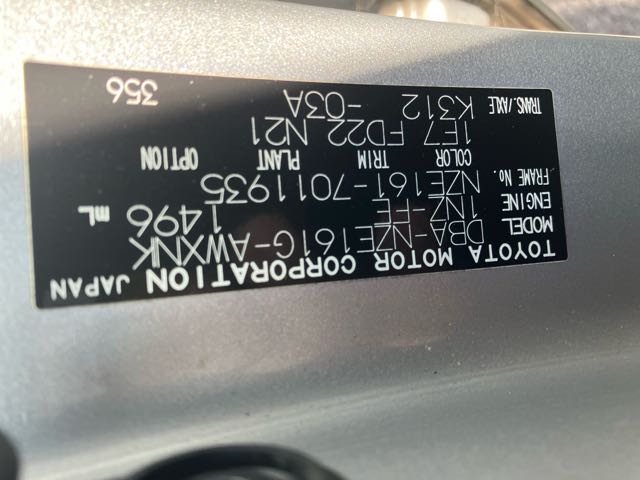 TOYOTA MOTOR CORPORATION JAPAN
MODEL DBA-NZE161G-AWXNK
ENGINE 1NZ-FE 1496 mL
FRAME No. NZE161-7011935
COLOR TRIM PLANT OPTION
1E7 FD22 N21
TRANS./AXLE K312 -03A
356